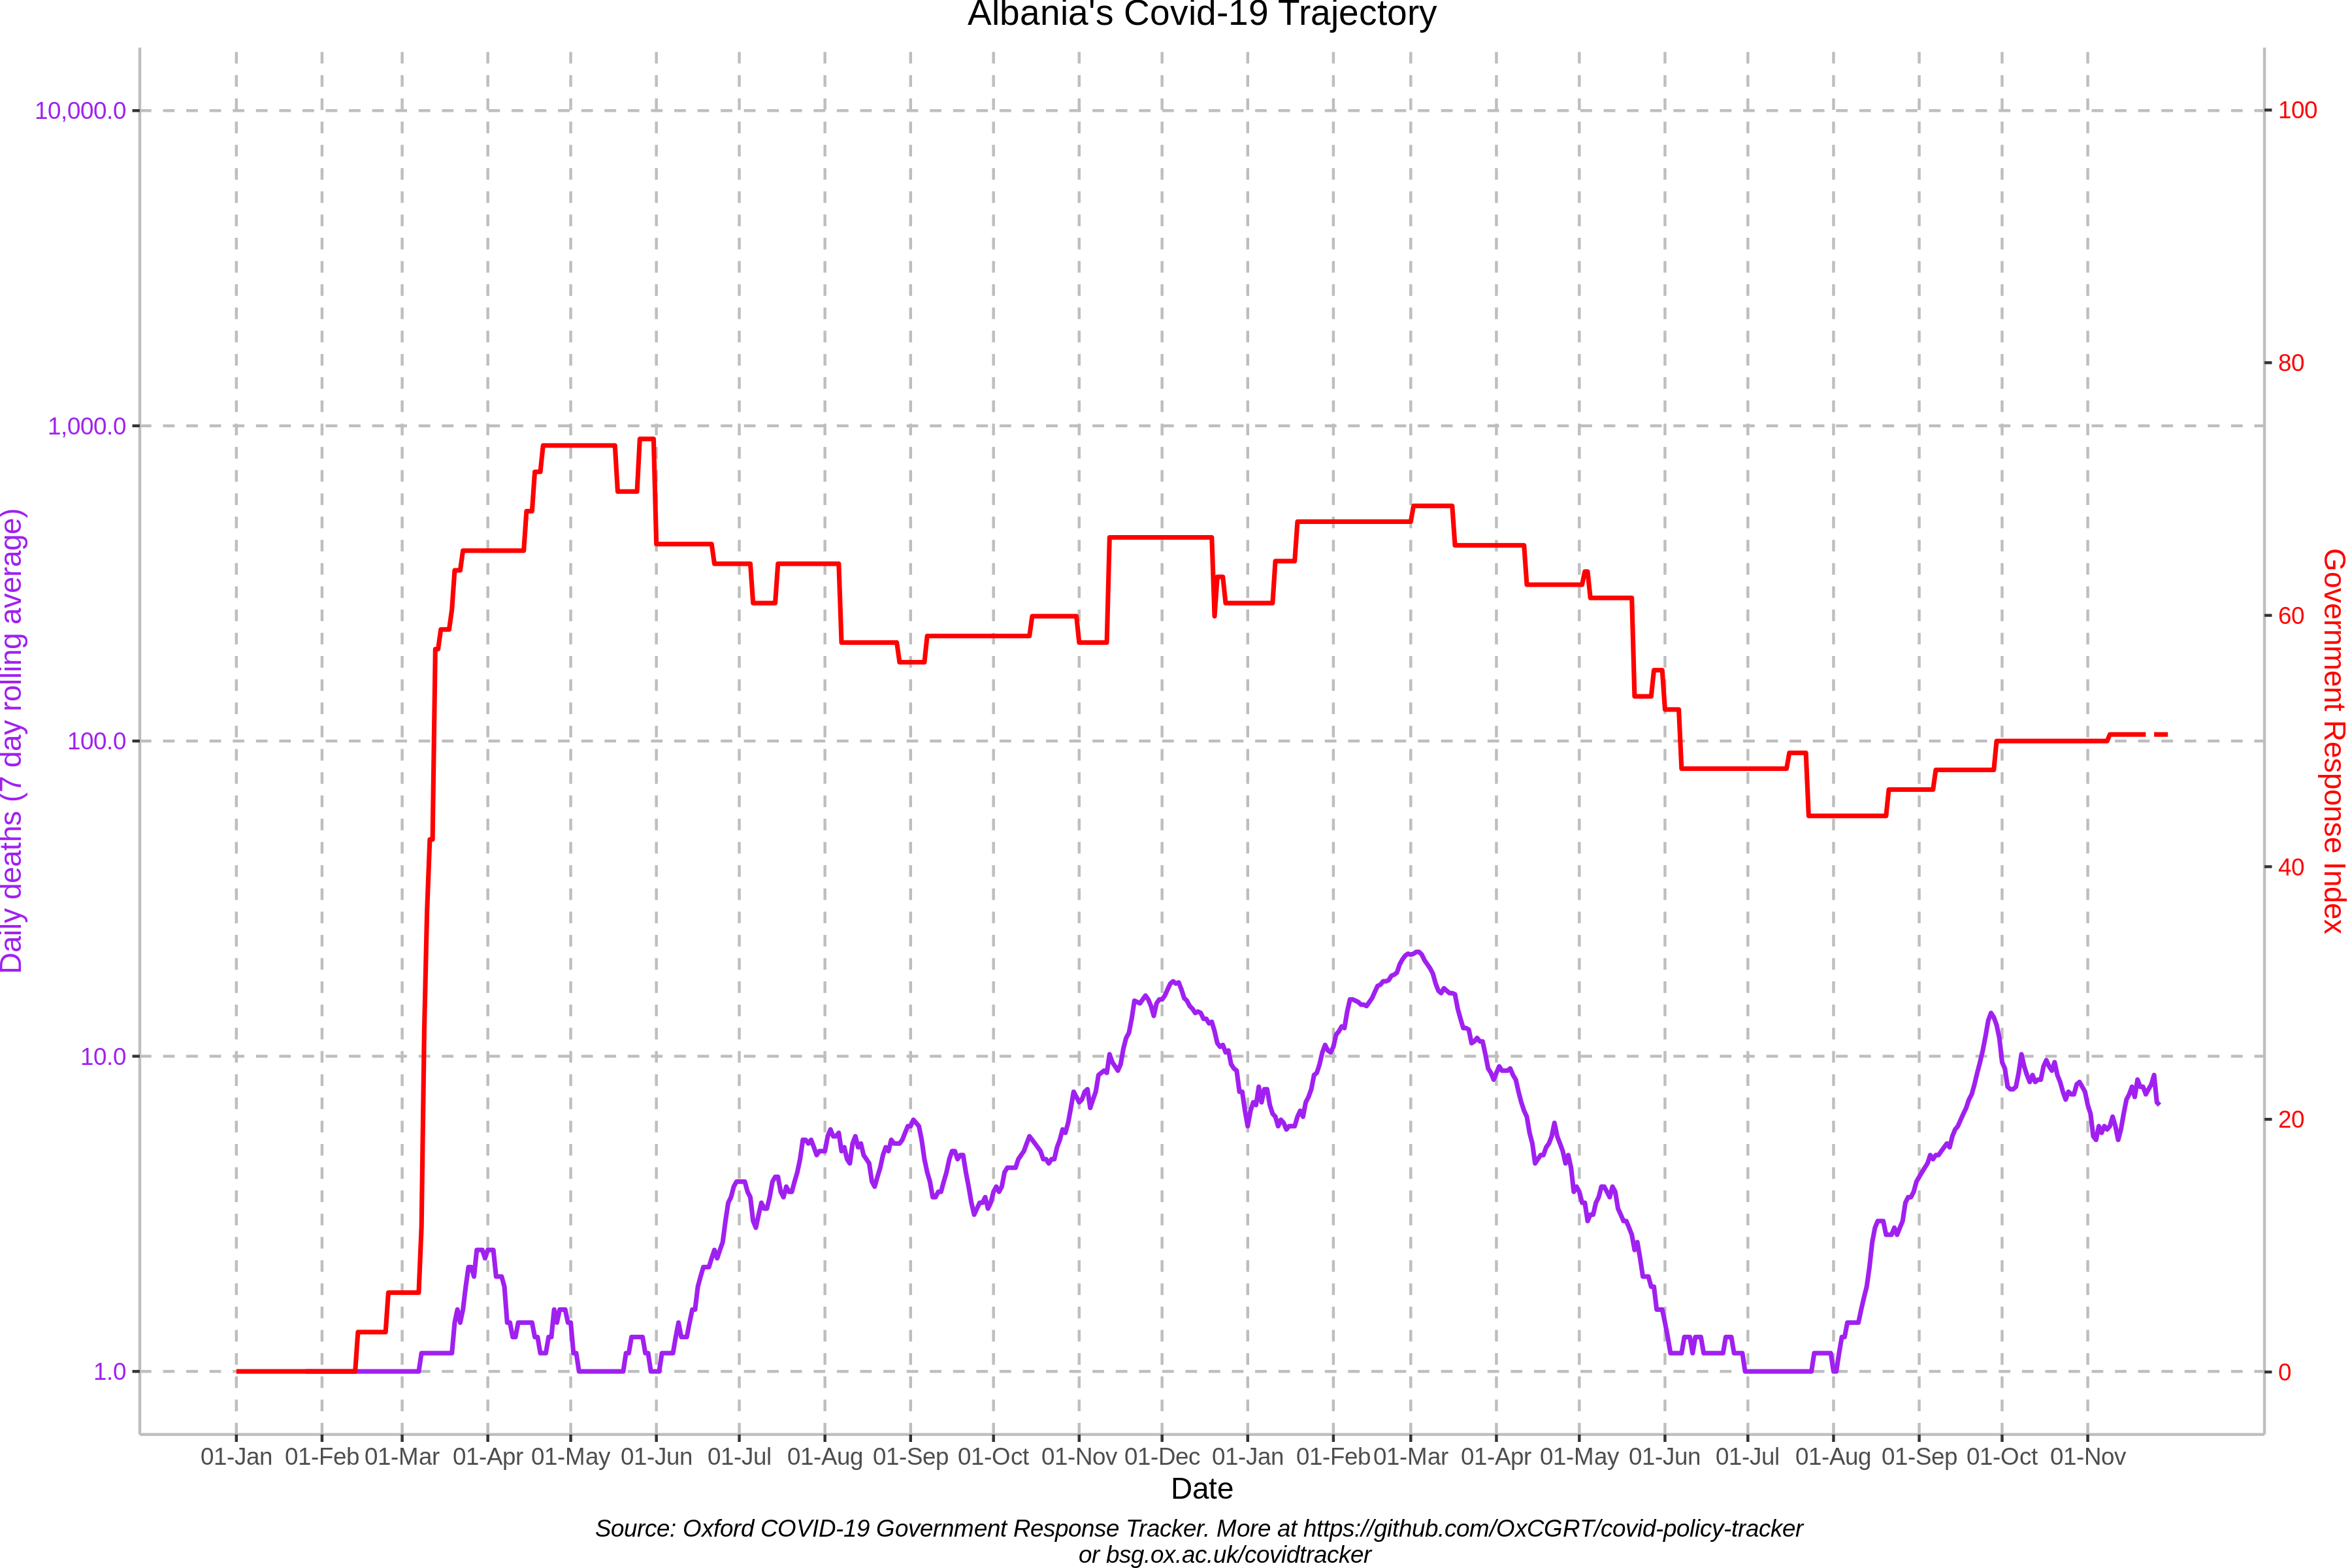 Albania's Covid-19 Trajectory
Daily deaths (7 day rolling average)
10,000.0
1,000.0
100.0
10.0
1.0
100
80
60
40
20
0
Government Response Index
01-Jan 01-Feb 01-Mar 01-Apr 01-May 01-Jun 01-Jul 01-Aug 01-Sep 01-Oct 01-Nov 01-Dec 01-Jan 01-Feb 01-Mar 01-Apr 01-May 01-Jun 01-Jul 01-Aug 01-Sep 01-Oct 01-Nov
Date
Source: Oxford COVID-19 Government Response Tracker. More at https://github.com/OxCGRT/covid-policy-tracker
or bsg.ox.ac.uk/covidtracker